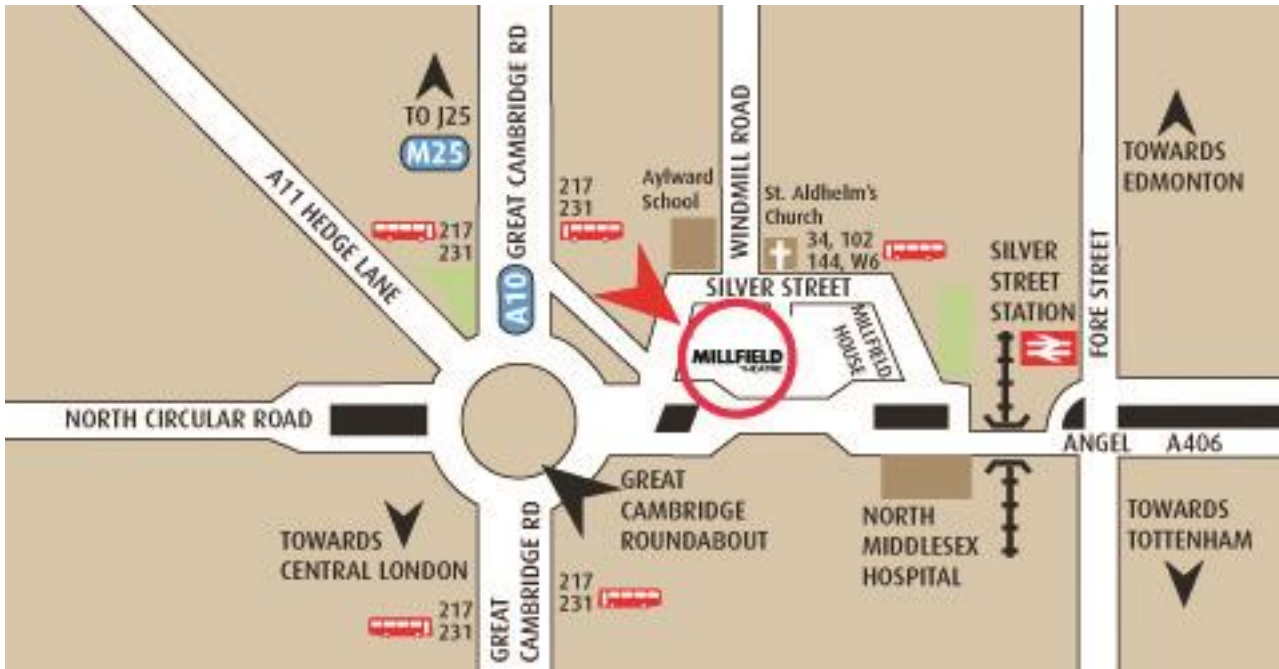 GREAT CAMBRIDGE RD
TO J25
M25
A11 HEDGE LANE
217
231
217
231
A10
Aylward
School
WINDMILL ROAD
St. Aldhelm's
Church
34, 102
144, W6
SILVER STREET
SILVER
STREET
STATION
FORE STREET
TOWARDS
EDMONTON
MILLFIELD
THEATRE
MILLFIELD
HOUSE
NORTH CIRCULAR ROAD
ANGEL
A406
GREAT
CAMBRIDGE
ROUNDABOUT
NORTH
MIDDLESEX
HOSPITAL
TOWARDS
TOTTENHAM
TOWARDS
CENTRAL LONDON
GREAT
CAMBRIDGE RD
217
231
217
231